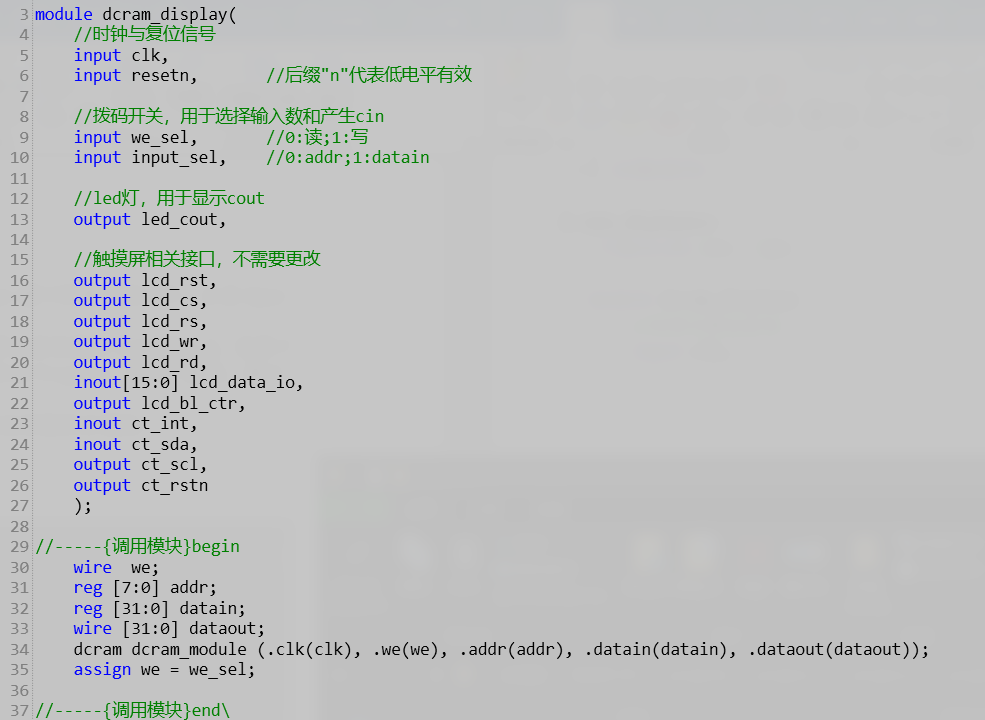 3 module dcram_display(
4 //时钟与复位信号
5 input clk,
6 input resetn, //后缀"n"代表低电平有效
7
8 //拨码开关，用于选择输入数和产生cin
9 input we_sel, //0:读;1:写
10 input input_sel, //0:addr;1:datain
11
12 //led灯，用于显示cout
13 output led_cout,
14
15 //触摸屏相关接口，不需要更改
16 output lcd_rst,
17 output lcd_cs,
18 output lcd_rs,
19 output lcd_wr,
20 output lcd_rd,
21 inout[15:0] lcd_data_io,
22 output lcd_bl_ctr,
23 inout ct_int,
24 inout ct_sda,
25 output ct_scl,
26 output ct_rstn
27 );
28
29 //-----{调用模块}begin
30 wire  we;
31 reg [7:0] addr;
32 reg [31:0] datain;
33 wire [31:0] dataout;
34 dcram dcram_module (.clk(clk), .we(we), .addr(addr), .datain(datain), .dataout(dataout));
35 assign we = we_sel;
36
37 //-----{调用模块}end\